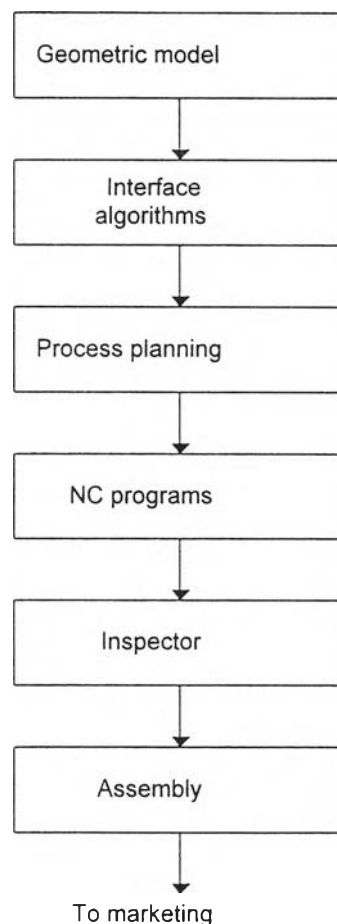 Geometric model
Interface
algorithms
Process planning
NC programs
Inspector
Assembly
To marketing